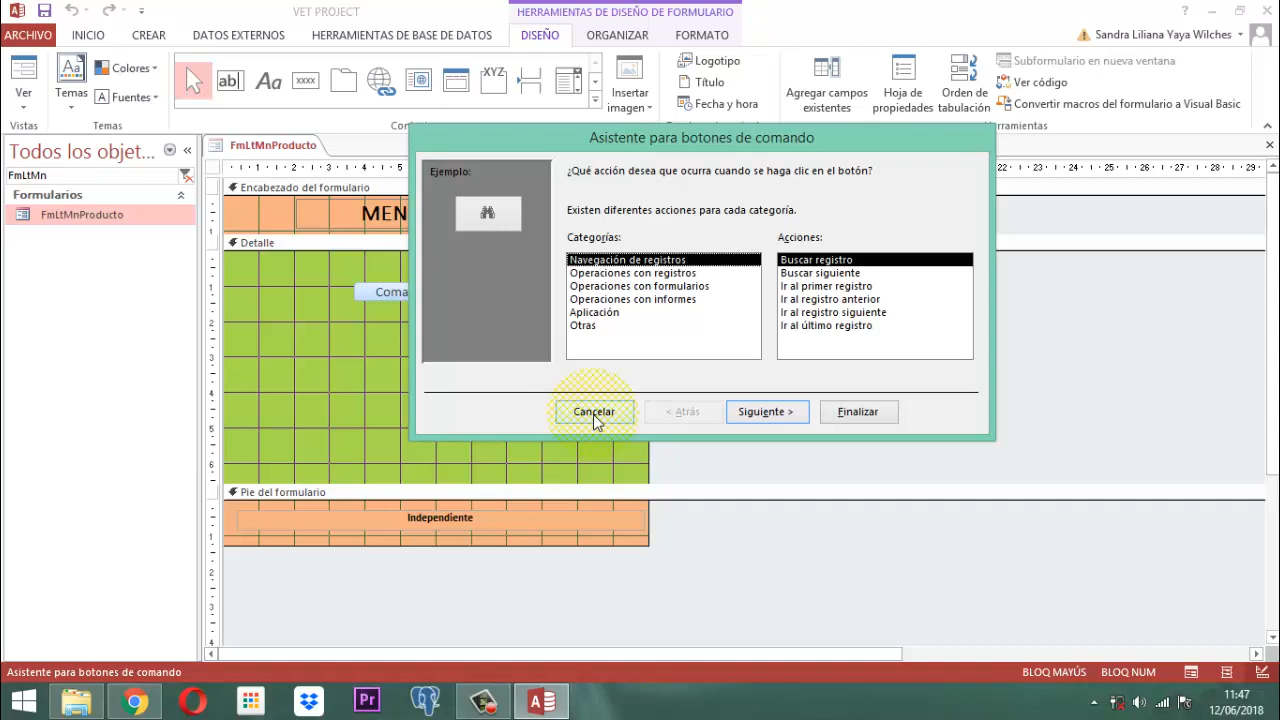 VET PROJECT
HERRAMIENTAS DE DISEÑO DE FORMULARIO
?
ARCHIVO INICIO CREAR DATOS EXTERNOS HERRAMIENTAS DE BASE DE DATOS DISEÑO ORGANIZAR FORMATO
Sandra Liliana Yaya Wilches
Ver
Temas
Colores
Fuentes
ab|
Aa
xxxx
XYZ
Insertar imagen
Logotipo
Título
Fecha y hora
Agregar campos existentes
Hoja de propiedades
Orden de tabulación
Subformulario en nueva ventana
Ver código
Convertir macros del formulario a Visual Basic
Vistas
Temas
Herramientas
Todos los objet...
FmLtMn
Formularios
FmLtMnProducto
FmLtMnProducto
Encabezado del formulario
MEN
Detalle
Coma
Asistente para botones de comando
Ejemplo:
¿Qué acción desea que ocurra cuando se haga clic en el botón?
Existen diferentes acciones para cada categoría.
Categorías:
Navegación de registros
Operaciones con registros
Operaciones con formularios
Operaciones con informes
Aplicación
Otras
Acciones:
Buscar registro
Buscar siguiente
Ir al primer registro
Ir al registro anterior
Ir al registro siguiente
Ir al último registro
Cancelar
< Atrás
Siguiente >
Finalizar
Pie del formulario
Independiente
Asistente para botones de comando
BLOQ MAYÚS BLOQ NUM
Pr
11:47
12/06/2018